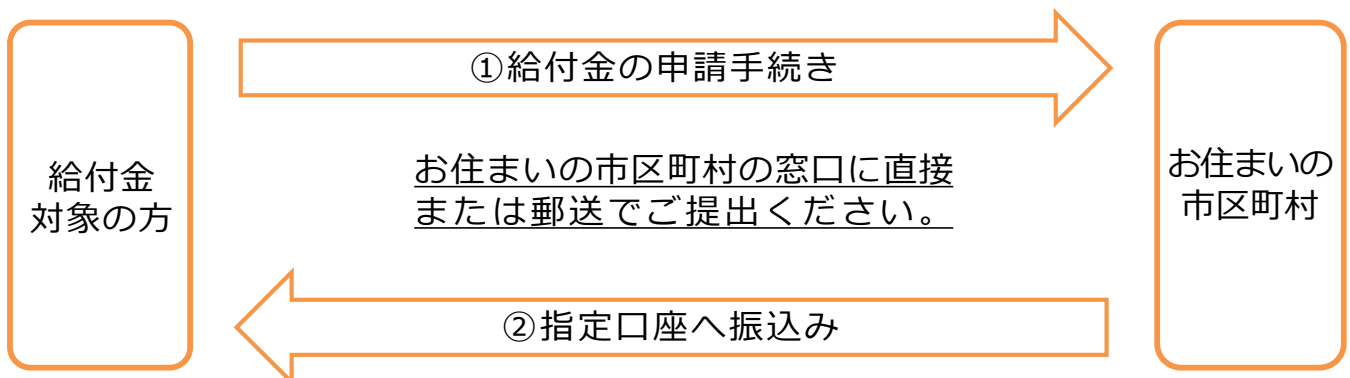 ①給付金の申請手続き
給付金
対象の方
お住まいの市区町村の窓口に直接
または郵送でご提出ください。
お住まいの
市区町村
②指定口座へ振込み